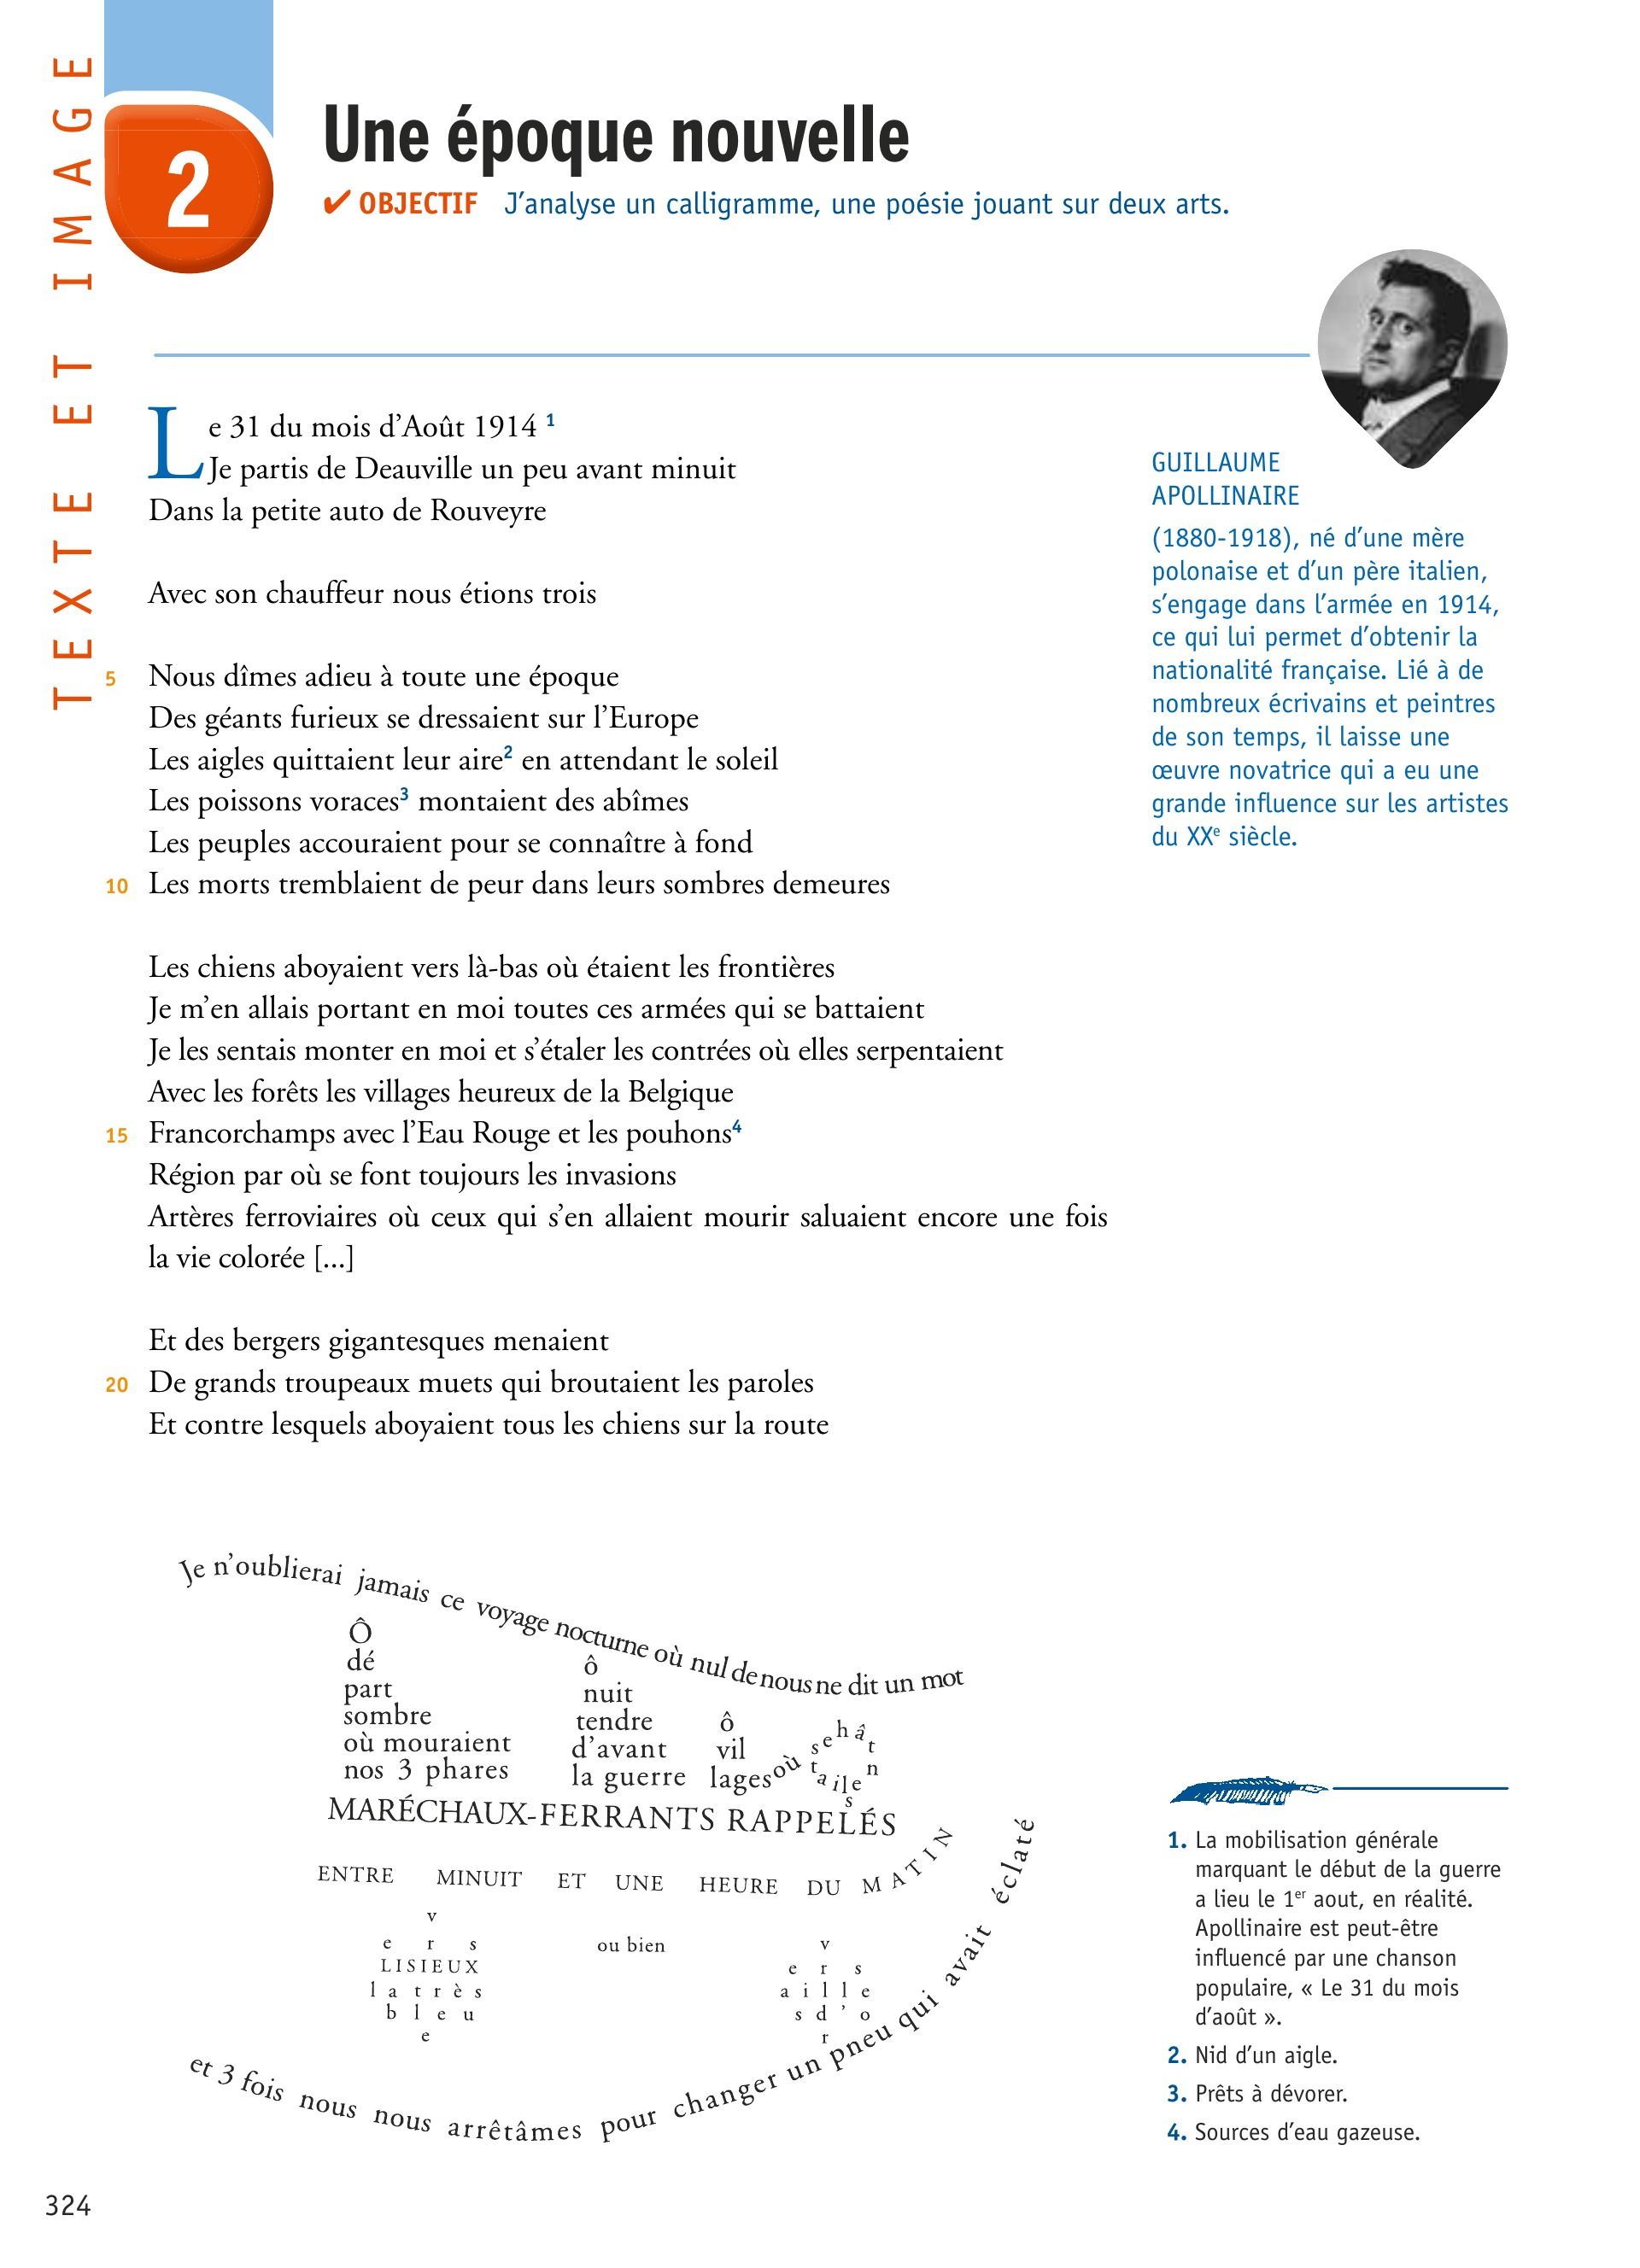 TEXTE ET IMAGE
2
Une époque nouvelle
✔ OBJECTIF J’analyse un calligramme, une poésie jouant sur deux arts.
Le 31 du mois d’Août 1914 1
Je partis de Deauville un peu avant minuit
Dans la petite auto de Rouveyre
Avec son chauffeur nous étions trois
5 Nous dîmes adieu à toute une époque
Des géants furieux se dressaient sur l’Europe
Les aigles quittaient leur aire2 en attendant le soleil
Les poissons voraces3 montaient des abîmes
Les peuples accouraient pour se connaître à fond
10 Les morts tremblaient de peur dans leurs sombres demeures
Les chiens aboyaient vers là-bas où étaient les frontières
Je m’en allais portant en moi toutes ces armées qui se battaient
Je les sentais monter en moi et s’étaler les contrées où elles serpentaient
Avec les forêts les villages heureux de la Belgique
15 Francorchamps avec l’Eau Rouge et les pouhons4
Région par où se font toujours les invasions
Artères ferroviaires où ceux qui s’en allaient mourir saluaient encore une fois
la vie colorée [...]
Et des bergers gigantesques menaient
20 De grands troupeaux muets qui broutaient les paroles
Et contre lesquels aboyaient tous les chiens sur la route
Je n’oublierai jamais ce voyage nocturne où nul de nous ne dit un mot
Ô
dé
part
sombre
où mouraient
nos 3 phares
ô
nuit
tendre
d’avant
la guerre
ô
vil
lages où
se hâtaient les
MARÉCHAUX-FERRANTS RAPPELÉS
ENTRE MINUIT ET UNE HEURE DU MATIN
v
e r s
LISIEUX
l a t r è s
b l e u
e
ou bien
v
e r s
a i l l e
s d ’ o
r
et 3 fois nous nous arrêtâmes pour changer un pneu qui avait éclaté
GUILLAUME
APOLLINAIRE
(1880-1918), né d’une mère
polonaise et d’un père italien,
s’engage dans l’armée en 1914,
ce qui lui permet d’obtenir la
nationalité française. Lié à de
nombreux écrivains et peintres
de son temps, il laisse une
œuvre novatrice qui a eu une
grande influence sur les artistes
du XXe siècle.
1. La mobilisation générale
marquant le début de la guerre
a lieu le 1er aout, en réalité.
Apollinaire est peut-être
influencé par une chanson
populaire, « Le 31 du mois
d’août ».
2. Nid d’un aigle.
3. Prêts à dévorer.
4. Sources d’eau gazeuse.
324